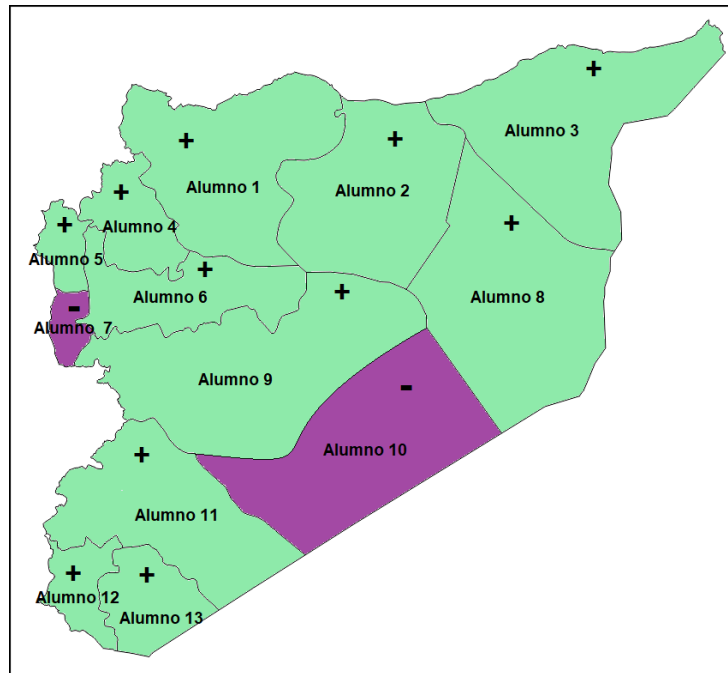 +
Alumno 3
+
+
Alumno 1
Alumno 2
+
Alumno 4
+
Alumno 5
+
Alumno 8
+
Alumno 6
+
-
Alumno 7
Alumno 9
-
Alumno 10
+
Alumno 11
+
Alumno 12
+
Alumno 13